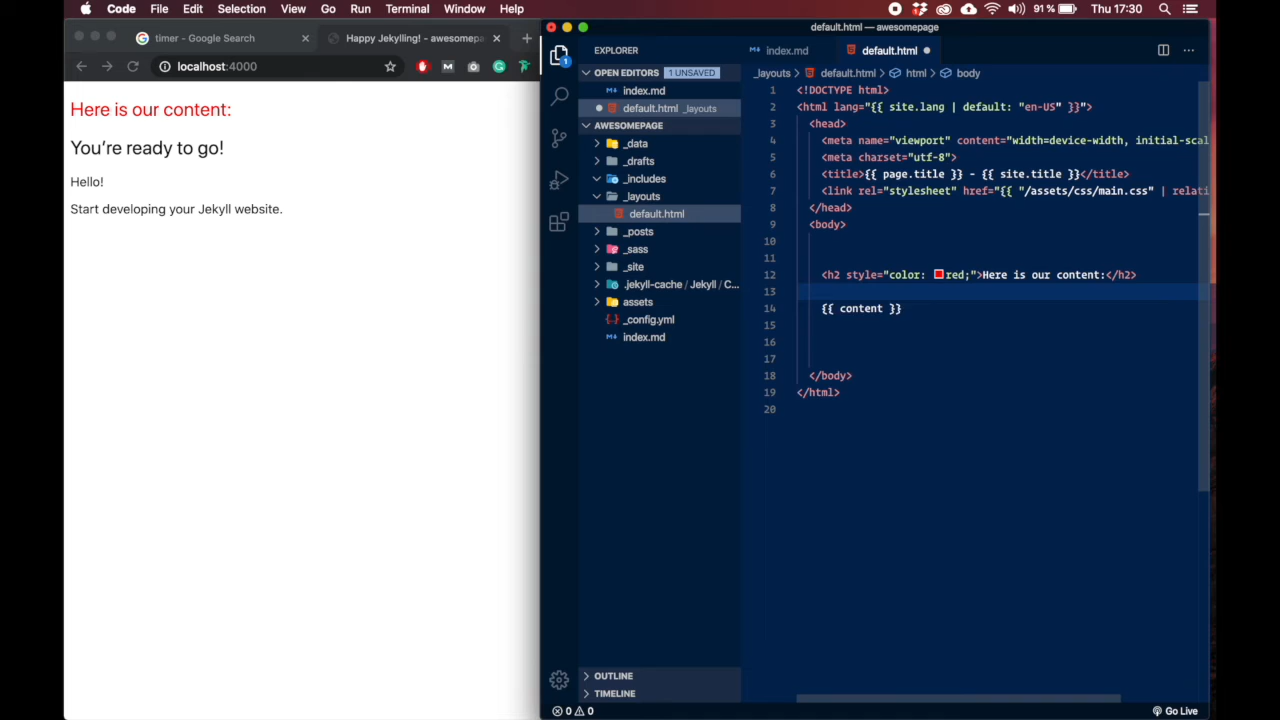 Code File Edit Selection View Go Run Terminal Window Help 91 % Thu 17:30
timer - Google Search
Happy Jekylling! - awesomepa
localhost:4000
Here is our content:
You're ready to go!
Hello!
Start developing your Jekyll website.
default.html — awesomepage
EXPLORER
OPEN EDITORS 1 UNSAVED
index.md
default.html _layouts
AWESOMEPAGE
_data
_drafts
_includes
_layouts
default.html
_posts
_sass
_site
.jekyll-cache / Jekyll / C...
assets
_config.yml
index.md
OUTLINE
TIMELINE
index.md default.html
_layouts > default.html > html > body
1 <!DOCTYPE html>
2 <html lang="{{ site.lang | default: "en-US" }}">
3 <head>
4 <meta name="viewport" content="width=device-width, initial-scal
5 <meta charset="utf-8">
6 <title>{{ page.title }} - {{ site.title }}</title>
7 <link rel="stylesheet" href="{{ "/assets/css/main.css" | relati
8 </head>
9 <body>
10
11
12 <h2 style="color: red;">Here is our content:</h2>
13
14 {{ content }}
15
16
17
18 </body>
19 </html>
20
0 0 Go Live